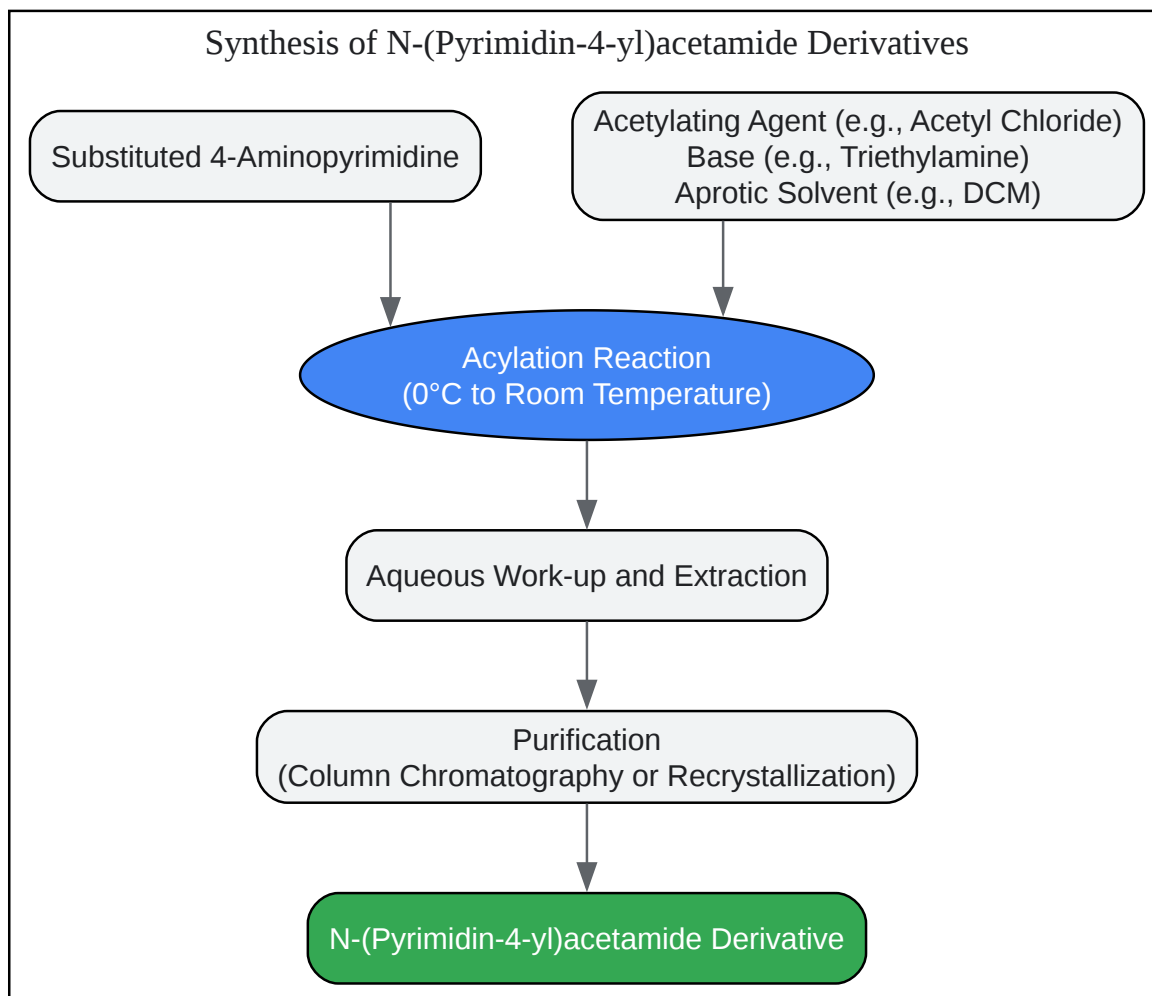 Synthesis of N-(Pyrimidin-4-yl)acetamide Derivatives
Substituted 4-Aminopyrimidine
Acetylating Agent (e.g., Acetyl Chloride)
Base (e.g., Triethylamine)
Aprotic Solvent (e.g., DCM)
Acylation Reaction
(0°C to Room Temperature)
Aqueous Work-up and Extraction
Purification
(Column Chromatography or Recrystallization)
N-(Pyrimidin-4-yl)acetamide Derivative